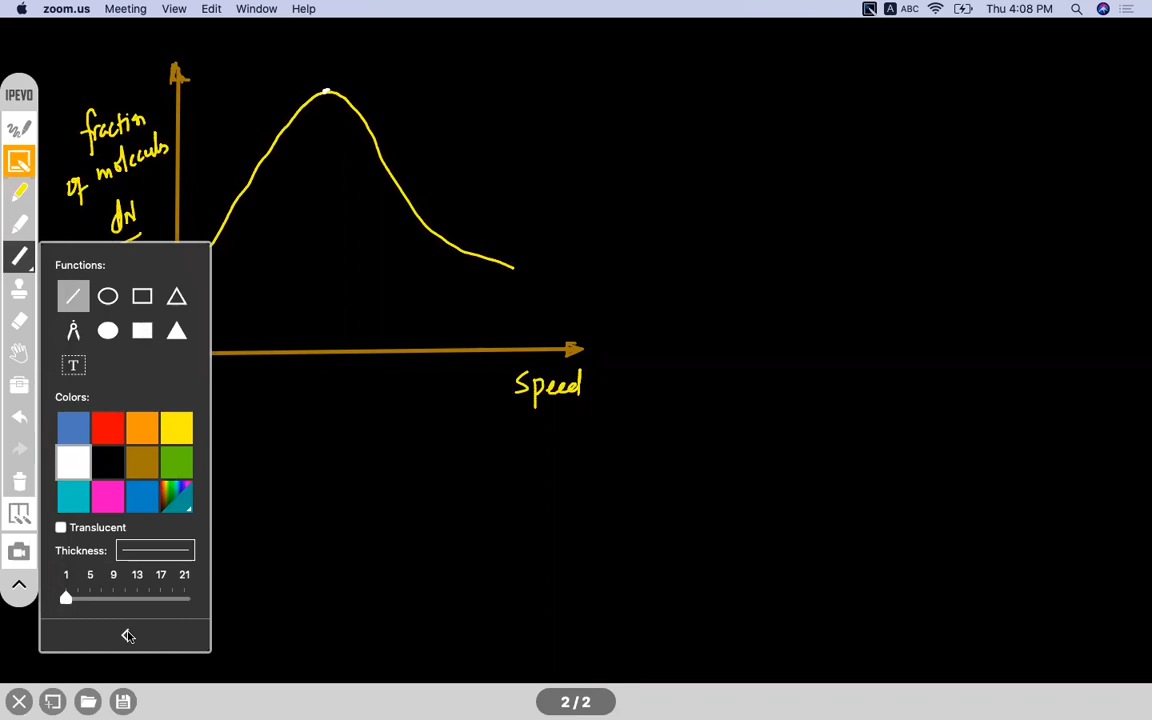 zoom.us Meeting View Edit Window Help
A ABC Thu 4:08 PM
IPEVO
fraction
of molecules
dN
Functions:
T
Colors:
Translucent
Thickness:
1 5 9 13 17 21
Speed
2 / 2